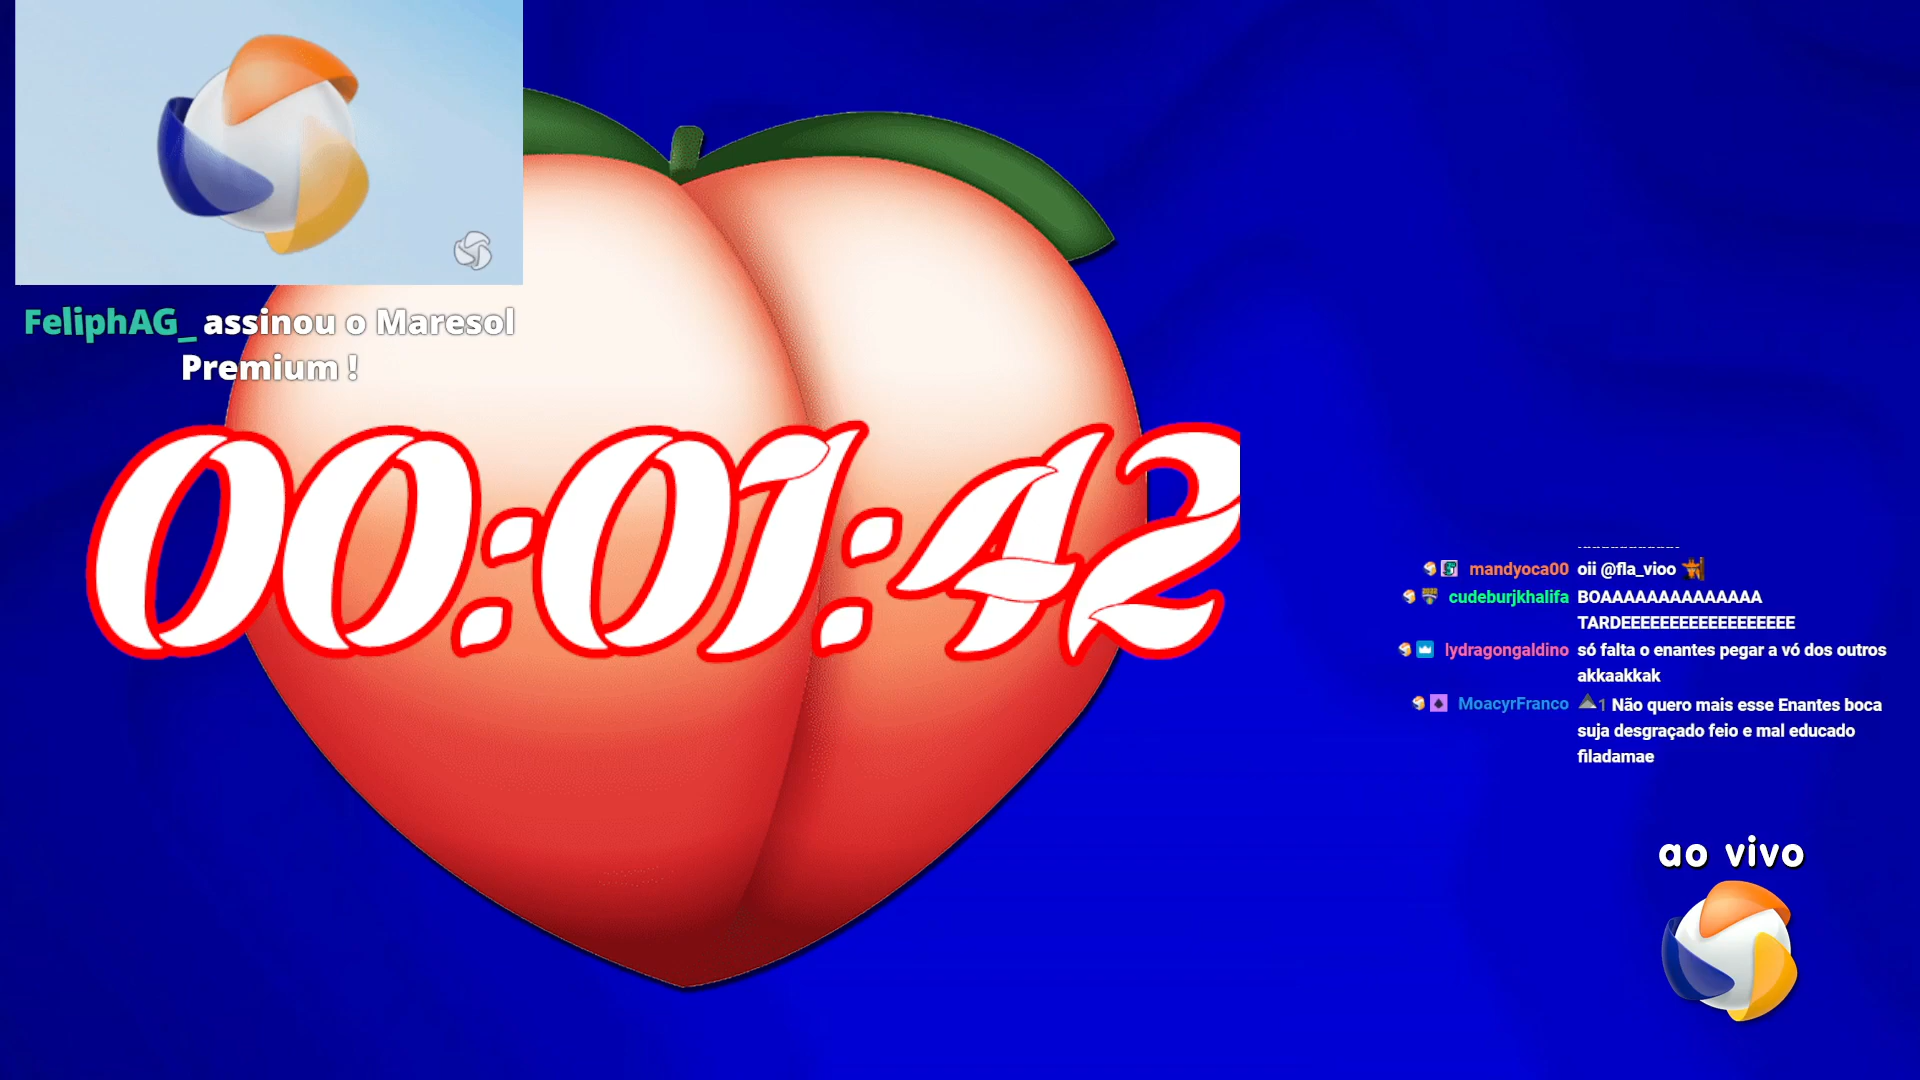 FeliphAG_ assinou o Maresol
Premium !
00:01:42
mandyoca00 oii @fla_vioo
cudeburjkhalifa BOAAAAAAAAAAAAAA
TARDEEEEEEEEEEEEEEEEEEE
lydragongaldino só falta o enantes pegar a vó dos outros
akkaakkak
MoacyrFranco 1 Não quero mais esse Enantes boca
suja desgraçado feio e mal educado
filadamae
ao vivo